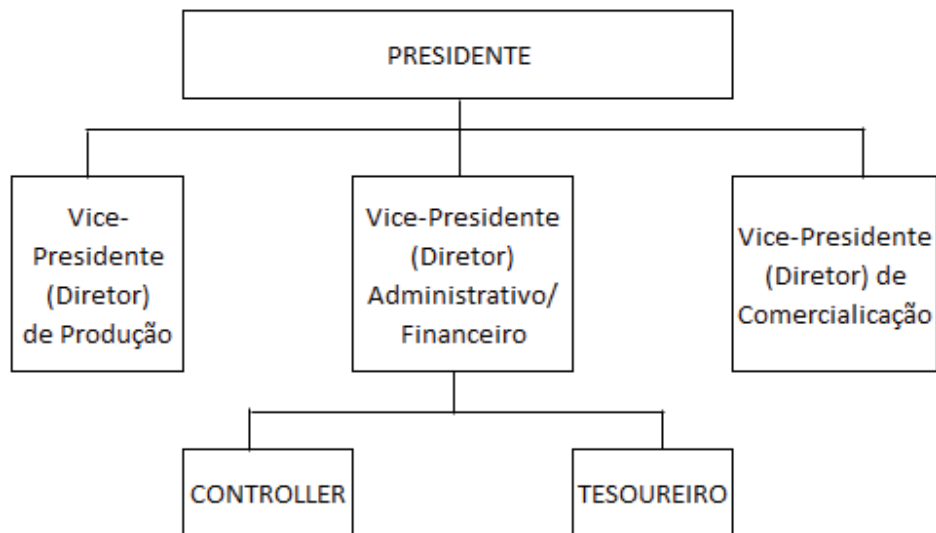 PRESIDENTE
Vice-
Presidente
(Diretor)
de Produção
Vice-Presidente
(Diretor)
Administrativo/
Financeiro
Vice-Presidente
(Diretor) de
Comercialicação
CONTROLLER
TESOUREIRO